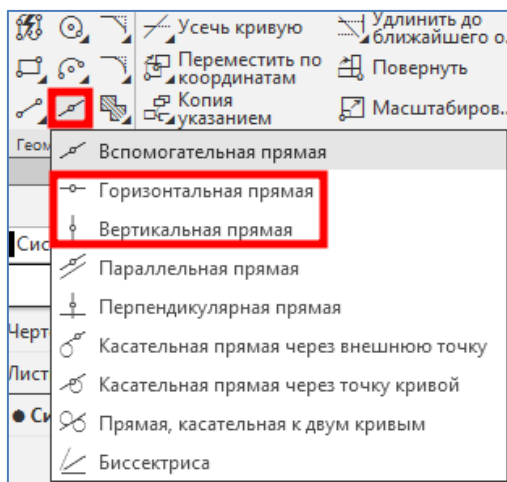 Усечь кривую
Удлинить до
ближайшего о.
Переместить по
координатам
Повернуть
Копия
указанием
Масштабиров..
Геом
Вспомогательная прямая
Горизонтальная прямая
Вертикальная прямая
Сис
Параллельная прямая
Перпендикулярная прямая
Черт
Касательная прямая через внешнюю точку
Лист
Касательная прямая через точку кривой
Си
Прямая, касательная к двум кривым
Биссектриса